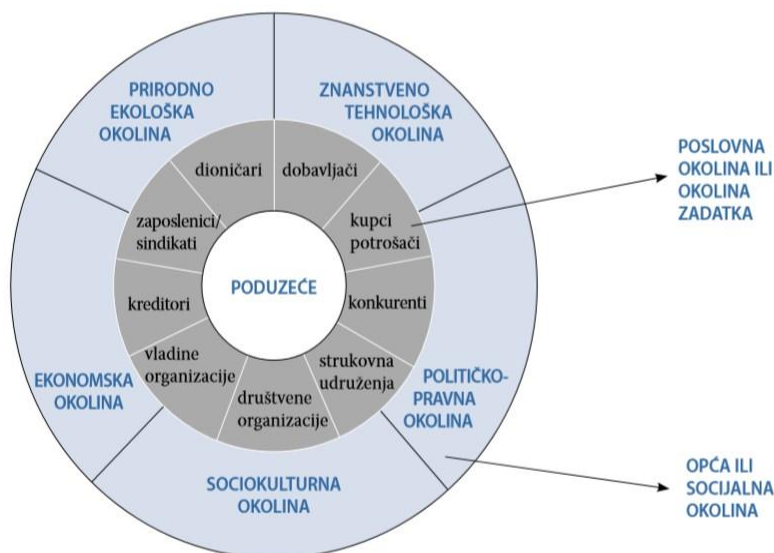 PRIRODNO
EKOLOŠKA
OKOLINA
ZNANSTVENO
TEHNOLOŠKA
OKOLINA
POSLOVNA
OKOLINA ILI
OKOLINA
ZADATKA
dioničari
dobavljači
zaposlenici/
sindikati
kupci
potrošači
PODUZEĆE
kreditori
konkurenti
vladine
organizacije
strukovna
udruženja
društvene
organizacije
EKONOMSKA
OKOLINA
POLITIČKO-
PRAVNA
OKOLINA
SOCIOKULTURNA
OKOLINA
OPĆA ILI
SOCIJALNA
OKOLINA